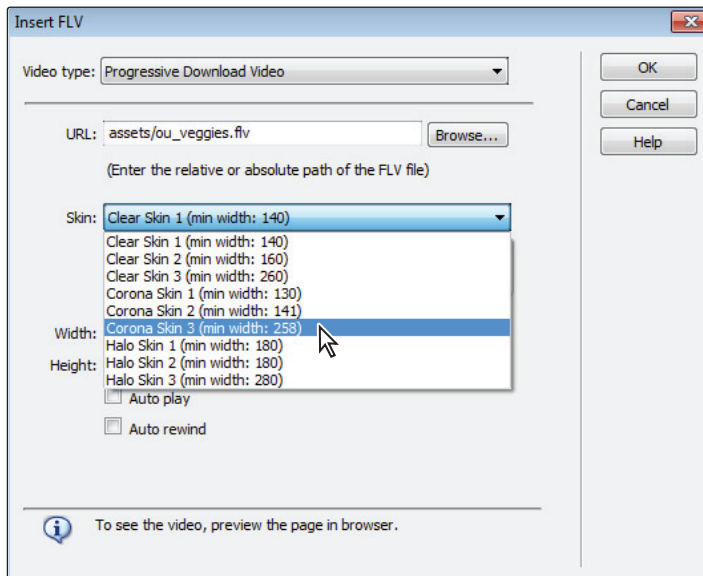 Insert FLV
Video type: Progressive Download Video
OK
Cancel
Help
URL: assets/ou_veggies.flv Browse...
(Enter the relative or absolute path of the FLV file)
Skin: Clear Skin 1 (min width: 140)
Clear Skin 1 (min width: 140)
Clear Skin 2 (min width: 160)
Clear Skin 3 (min width: 260)
Corona Skin 1 (min width: 130)
Corona Skin 2 (min width: 141)
Width: Corona Skin 3 (min width: 258)
Halo Skin 1 (min width: 180)
Height: Halo Skin 2 (min width: 180)
Halo Skin 3 (min width: 280)
Auto play
Auto rewind
To see the video, preview the page in browser.